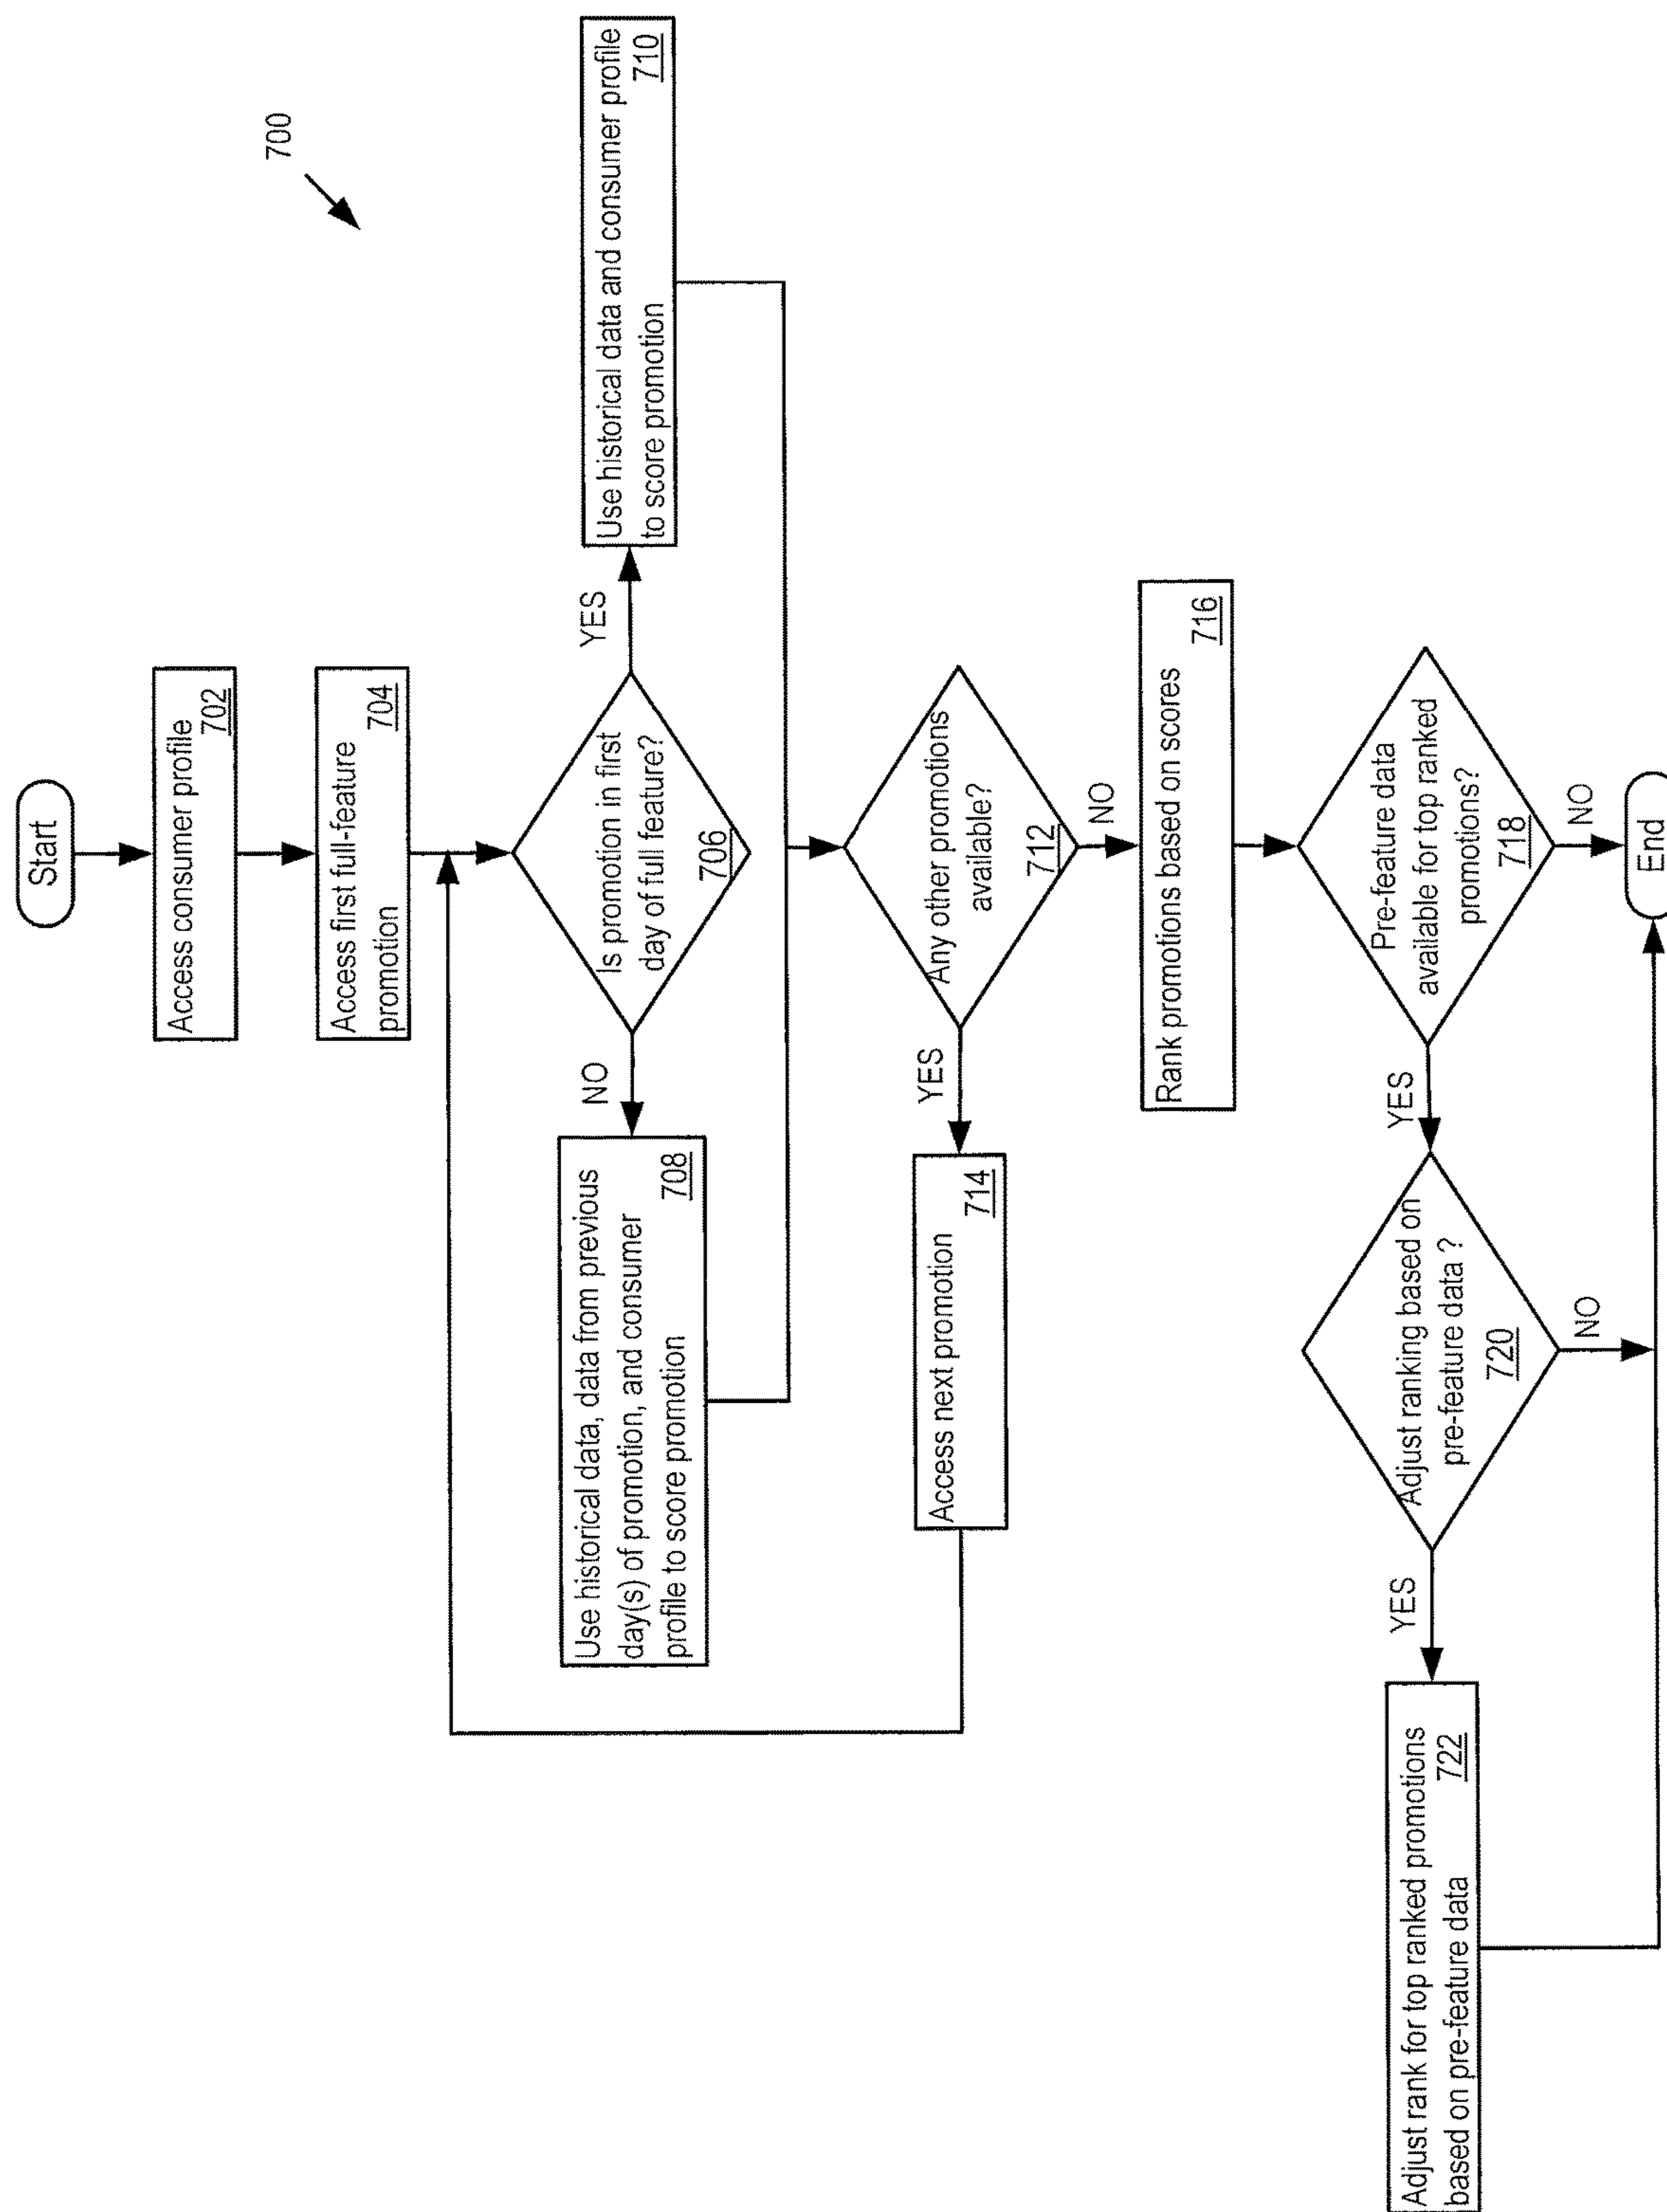 700
Start
Access consumer profile
702
Access first full-feature
promotion
704
Is promotion in first
day of full feature?
706
NO
YES
Use historical data, data from previous
day(s) of promotion, and consumer
profile to score promotion
708
Use historical data and consumer profile
to score promotion
710
Any other promotions
available?
712
YES
NO
Access next promotion
714
Rank promotions based on scores
716
Pre-feature data
available for top ranked
promotions?
718
YES
NO
Adjust ranking based on
pre-feature data ?
720
YES
NO
Adjust rank for top ranked promotions
based on pre-feature data
722
End